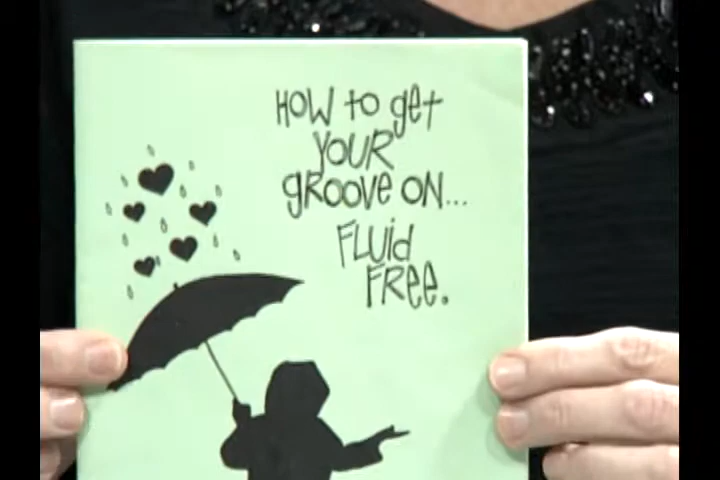 HOW to get
YOUR
grOOVe ON...
FLUid
FRee.